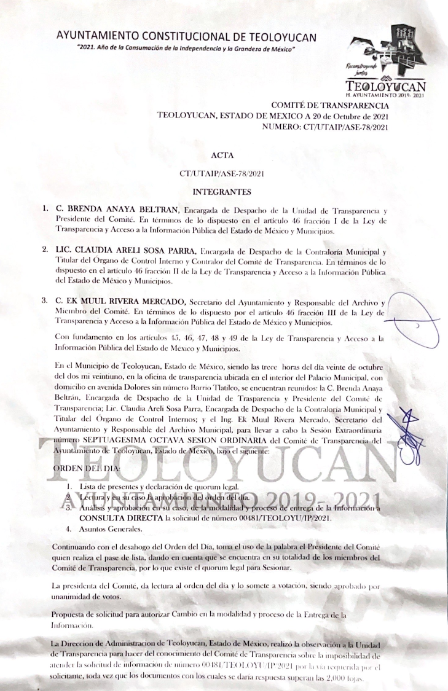 AYUNTAMIENTO CONSTITUCIONAL DE TEOLOYUCAN
"2021. Año de la Consumación de la Independencia y la Grandeza de México"
Reconstruyendo
juntos
TEOLOYUCAN
H. AYUNTAMIENTO 2019- 2021
COMITÉ DE TRANSPARENCIA
TEOLOYUCAN, ESTADO DE MEXICO A 20 de Octubre de 2021
NUMERO: CT/UTAIP/ASE-78/2021
ACTA
CT/UTAIP/ASE-78/2021
INTEGRANTES
1. C. BRENDA ANAYA BELTRAN, Encargada de Despacho de la Unidad de Transparencia y
Presidente del Comité. En términos de lo dispuesto en el artículo 46 fracción I de la Ley de
Transparencia y Acceso a la Información Pública del Estado de México y Municipios.
2. LIC. CLAUDIA ARELI SOSA PARRA, Encargada de Despacho de la Contraloría Municipal y
Titular del Organo de Control Interno y Contralor del Comité de Transparencia. En términos de lo
dispuesto en el artículo 46 fracción II de la Ley de Transparencia y Acceso a la Información Pública
del Estado de México y Municipios.
3. C. EK MUUL RIVERA MERCADO, Secretario del Ayuntamiento y Responsable del Archivo y
Miembro del Comité. En términos de lo dispuesto por el artículo 46 fracción III de la Ley de
Transparencia y Acceso a la Información Pública del Estado de México y Municipios.
Con fundamento en los artículos 45, 46, 47, 48 y 49 de la Ley de Transparencia y Acceso a la
Información Pública del Estado de México y Municipios.
En el Municipio de Teoloyucan, Estado de México, siendo las trece horas del día veinte de octubre
del dos mi veintiuno, en la oficina de transparencia ubicada en el interior del Palacio Municipal, con
domicilio en avenida Dolores sin número Barrio Tlatilco, se encuentran reunidos: la C. Brenda Anaya
Beltrán, Encargada de Despacho de la Unidad de Trasparencia y Presidente del Comité de
Transparencia; Lic. Claudia Areli Sosa Parra, Encargada de Despacho de la Contraloría Municipal y
Titular del Órgano de Control Internos; y el Ing. Ek Muul Rivera Mercado, Secretario del
Ayuntamiento y Responsable del Archivo Municipal, para llevar a cabo la Sesión Extraordinaria
número SEPTUAGESIMA OCTAVA SESION ORDINARIA del Comité de Transparencia del
Ayuntamiento de Teoloyucan, Estado de México, bajo el siguiente:
TEOLOYUCAN
AYUNTAMIENTO 2019- 2021
ORDEN DEL DIA:
1. Lista de presentes y declaración de quorum legal.
2. Lectura y en su caso la aprobación del orden del día.
3. Análisis y aprobación en su caso, de la modalidad y proceso de entrega de la Información a
CONSULTA DIRECTA la solicitud de número 00481/TEOLOYU/IP/2021.
4. Asuntos Generales.
Continuando con el desahogo del Orden del Día, toma el uso de la palabra el Presidente del Comité
quien realiza el pase de lista, dando en cuenta que se encuentra en su totalidad de los miembros del
Comité de Transparencia, por lo que existe el quorum legal para Sesionar.
La presidenta del Comité, da lectura al orden del día y lo somete a votación, siendo aprobado por
unanimidad de votos.
Propuesta de solicitud para autorizar Cambio en la modalidad y proceso de la Entrega de la
Información.
La Dirección de Administración de Teoloyucan, Estado de México, realizó la observación a la Unidad
de Transparencia para hacer del conocimiento del Comité de Transparencia sobre la imposibilidad de
atender la solicitud de información de número 00481/TEOLOYU/IP/2021 por la vía requerida por el
solicitante, toda vez que los documentos con los cuales se daría respuesta superan las 2,000 fojas.